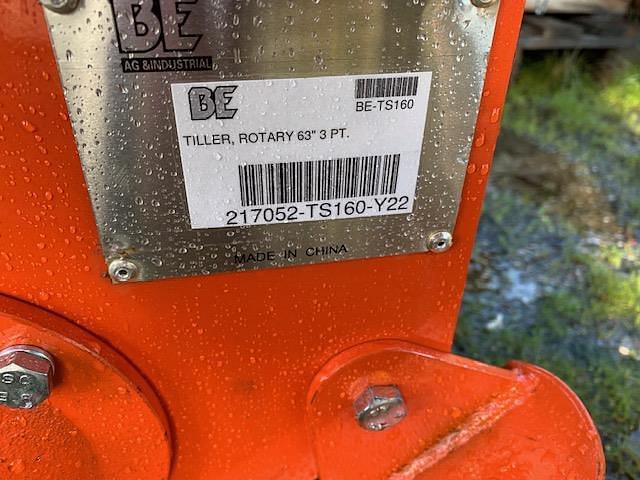 BE
AG & INDUSTRIAL
BE
BE-TS160
TILLER, ROTARY 63" 3 PT.
217052-TS160-Y22
MADE IN CHINA